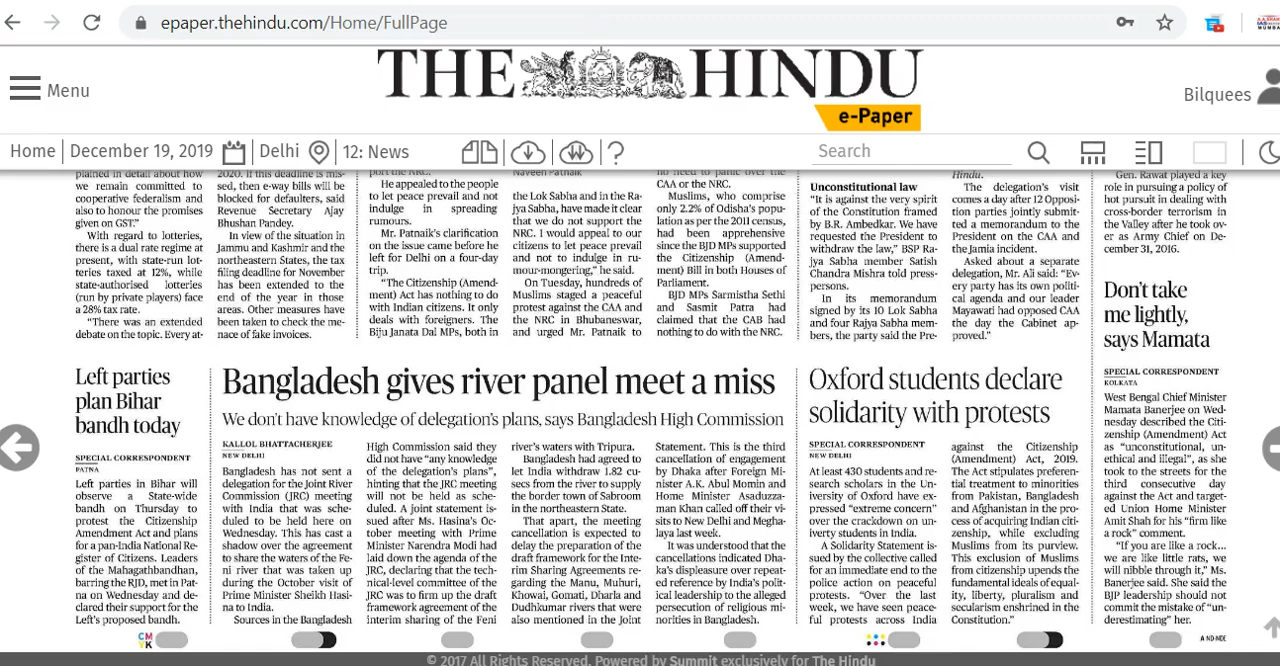 epaper.thehindu.com/Home/FullPage
THE HINDU
e-Paper
Menu
Bilquees
Home
December 19, 2019
Delhi
12: News
Search
plained in detail about how
we remain committed to
cooperative federalism and
also to honour the promises
given on GST."
With regard to lotteries,
there is a dual rate regime at
present, with state-run lot-
teries taxed at 12%, while
state-authorised lotteries
(run by private players) face
a 28% tax rate.
"There was an extended
debate on the topic. Every at-
2020. If this deadline is mis-
sed, then e-way bills will be
blocked for defaulters, said
Revenue Secretary Ajay
Bhushan Pandey.
In view of the situation in
Jammu and Kashmir and the
northeastern States, the tax
filing deadline for November
has been extended to the
end of the year in those
areas. Other measures have
been taken to check the me-
nace of fake invoices.
port the NRC.
He appealed to the people
to let peace prevail and not
indulge in spreading
rumours.
Mr. Patnaik's clarification
on the issue came before he
left for Delhi on a four-day
trip.
"The Citizenship (Amend-
ment) Act has nothing to do
with Indian citizens. It only
deals with foreigners. The
Biju Janata Dal MPs, both in
Naveen Patnaik
the Lok Sabha and in the Ra-
jya Sabha, have made it clear
that we do not support the
NRC. I would appeal to our
citizens to let peace prevail
and not to indulge in ru-
mour-mongering," he said.
On Tuesday, hundreds of
Muslims staged a peaceful
protest against the CAA and
the NRC in Bhubaneswar,
and urged Mr. Patnaik to
no need to panic over the
CAA or the NRC.
Muslims, who comprise
only 2.2% of Odisha's popu-
lation as per the 2011 census,
had been apprehensive
since the BJD MPs supported
the Citizenship (Amend-
ment) Bill in both Houses of
Parliament.
BJD MPs Sarmistha Sethi
and Sasmit Patra had
claimed that the CAB had
nothing to do with the NRC.
Unconstitutional law
"It is against the very spirit
of the Constitution framed
by B.R. Ambedkar. We have
requested the President to
withdraw the law," BSP Ra-
jya Sabha member Satish
Chandra Mishra told press-
persons.
In its memorandum
signed by its 10 Lok Sabha
and four Rajya Sabha mem-
bers, the party said the Pre-
Hindu.
The delegation's visit
comes a day after 12 Opposi-
tion parties jointly submit-
ted a memorandum to the
President on the CAA and
the Jamia incident.
Asked about a separate
delegation, Mr. Ali said: "Ev-
ery party has its own politi-
cal agenda and our leader
Mayawati had opposed CAA
the day the Cabinet ap-
proved."
Gen. Rawat played a key
role in pursuing a policy of
hot pursuit in dealing with
cross-border terrorism in
the Valley after he took ov-
er as Army Chief on De-
cember 31, 2016.
Left parties
plan Bihar
bandh today
SPECIAL CORRESPONDENT
PATNA
Left parties in Bihar will
observe a State-wide
bandh on Thursday to
protest the Citizenship
Amendment Act and plans
for a pan-India National Re-
gister of Citizens. Leaders
of the Mahagathbandhan,
barring the RJD, met in Pat-
na on Wednesday and de-
clared their support for the
Left's proposed bandh.
Bangladesh gives river panel meet a miss
We don't have knowledge of delegation's plans, says Bangladesh High Commission
KALLOL BHATTACHERJEE
NEW DELHI
Bangladesh has not sent a
delegation for the Joint River
Commission (JRC) meeting
with India that was sche-
duled to be held here on
Wednesday. This has cast a
shadow over the agreement
to share the waters of the Fe-
ni river that was taken up
during the October visit of
Prime Minister Sheikh Hasi-
na to India.
Sources in the Bangladesh
High Commission said they
did not have "any knowledge
of the delegation's plans",
hinting that the JRC meeting
will not be held as sche-
duled. A joint statement is-
sued after Ms. Hasina's Oc-
tober meeting with Prime
Minister Narendra Modi had
laid down the agenda of the
JRC, declaring that the tech-
nical-level committee of the
JRC was to firm up the draft
framework agreement of the
interim sharing of the Feni
river's waters with Tripura.
Bangladesh had agreed to
let India withdraw 1.82 cu-
secs from the river to supply
the border town of Sabroom
in the northeastern State.
That apart, the meeting
cancellation is expected to
delay the preparation of the
draft framework for the Inte-
rim Sharing Agreements re-
garding the Manu, Muhuri,
Khowai, Gomati, Dharla and
Dudhkumar rivers that were
also mentioned in the Joint
Statement. This is the third
cancellation of engagement
by Dhaka after Foreign Mi-
nister A.K. Abul Momin and
Home Minister Asaduzza-
man Khan called off their vi-
sits to New Delhi and Megha-
laya last week.
It was understood that the
cancellations indicated Dha-
ka's displeasure over repeat-
ed reference by India's polit-
ical leadership to the alleged
persecution of religious mi-
norities in Bangladesh.
Oxford students declare
solidarity with protests
SPECIAL CORRESPONDENT
NEW DELHI
At least 430 students and re-
search scholars in the Un-
iversity of Oxford have ex-
pressed "extreme concern"
over the crackdown on un-
iverty students in India.
A Solidarity Statement is-
sued by the collective called
for an immediate end to the
police action on peaceful
protests. "Over the last
week, we have seen peace-
ful protests across India
against the Citizenship
(Amendment) Act, 2019.
The Act stipulates preferen-
tial treatment to minorities
from Pakistan, Bangladesh
and Afghanistan in the pro-
cess of acquiring Indian citi-
zenship, while excluding
Muslims from its purview.
This exclusion of Muslims
from citizenship upends the
fundamental ideals of equal-
ity, liberty, pluralism and
secularism enshrined in the
Constitution."
Don't take
me lightly,
says Mamata
SPECIAL CORRESPONDENT
KOLKATA
West Bengal Chief Minister
Mamata Banerjee on Wed-
nesday described the Citi-
zenship (Amendment) Act
as "unconstitutional, un-
ethical and illegal", as she
took to the streets for the
third consecutive day
against the Act and target-
ed Union Home Minister
Amit Shah for his "firm like
a rock" comment.
"If you are like a rock...
we are like little rats, we
will nibble through it," Ms.
Banerjee said. She said the
BJP leadership should not
commit the mistake of "un-
derestimating" her.
CM
YK
A ND-NDE
© 2017 All Rights Reserved. Powered by Summit exclusively for The Hindu